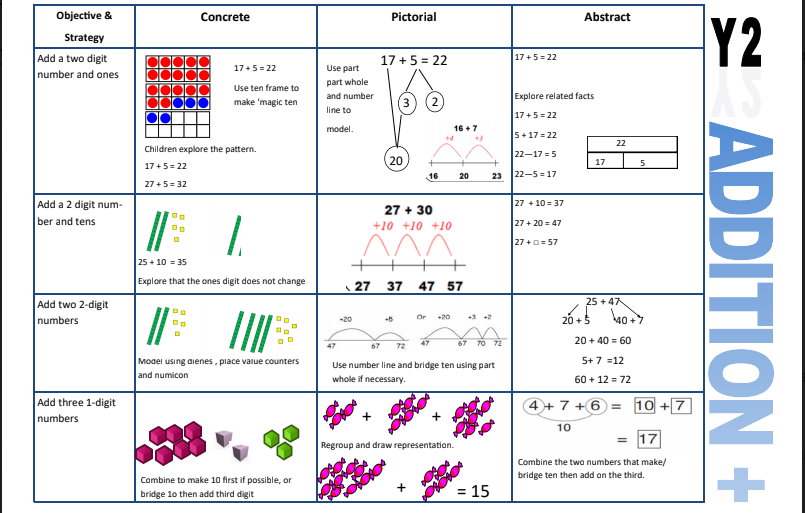 Objective &
Strategy
Concrete
Pictorial
Abstract
Y2
ADDITION +
Add a two digit
number and ones
17 + 5 = 22
Use ten frame to
make ‘magic ten
Children explore the pattern.
17 + 5 = 22
27 + 5 = 32
Use part
part whole
and number
line to
model.
17 + 5 = 22
3
2
20
16 + 7
+4
+3
16
20
23
17 + 5 = 22
Explore related facts
17 + 5 = 22
5 + 17 = 22
22—17 = 5
22—5 = 17
22
17
5
Add a 2 digit num-
ber and tens
25 + 10 = 35
Explore that the ones digit does not change
27 + 30
+10 +10 +10
27 37 47 57
27 + 10 = 37
27 + 20 = 47
27 + □ = 57
Add two 2-digit
numbers
Model using dienes , place value counters
and numicon
+20 +5 Or +20 +3 +2
47 67 72 47 67 70 72
Use number line and bridge ten using part
whole if necessary.
25 + 47
20 + 5 40 + 7
20 + 40 = 60
5+ 7 =12
60 + 12 = 72
Add three 1-digit
numbers
Combine to make 10 first if possible, or
bridge 1o then add third digit
+ +
Regroup and draw representation.
+ = 15
4 + 7 + 6 = 10 + 7
10
= 17
Combine the two numbers that make/
bridge ten then add on the third.